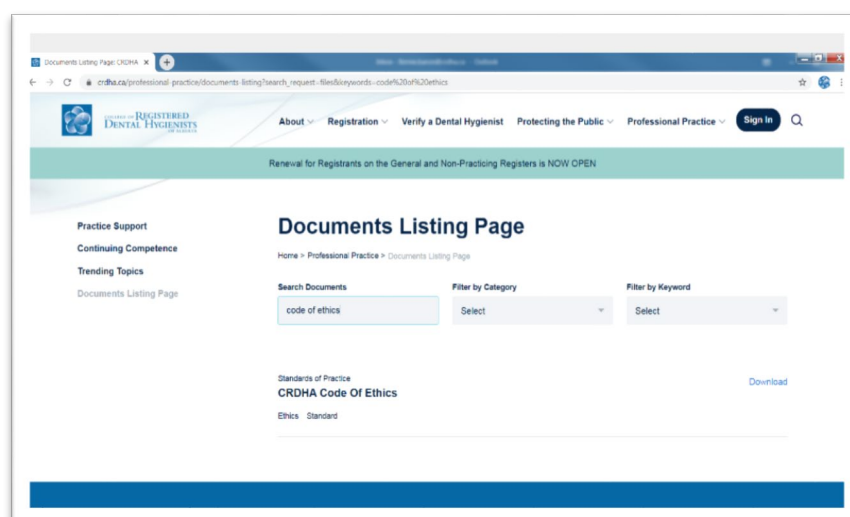 Documents Listing Page: CRDHA
crdha.ca/professional-practice/documents-listing?search_request=files&keywords=code%20of%20ethics
COLLEGE OF REGISTERED
DENTAL HYGIENISTS
OF ALBERTA
About Registration Verify a Dental Hygienist Protecting the Public Professional Practice Sign In
Renewal for Registrants on the General and Non-Practicing Registers is NOW OPEN
Practice Support
Continuing Competence
Trending Topics
Documents Listing Page
Documents Listing Page
Home > Professional Practice > Documents Listing Page
Search Documents Filter by Category Filter by Keyword
code of ethics Select Select
Standards of Practice
CRDHA Code Of Ethics
Download
Ethics Standard